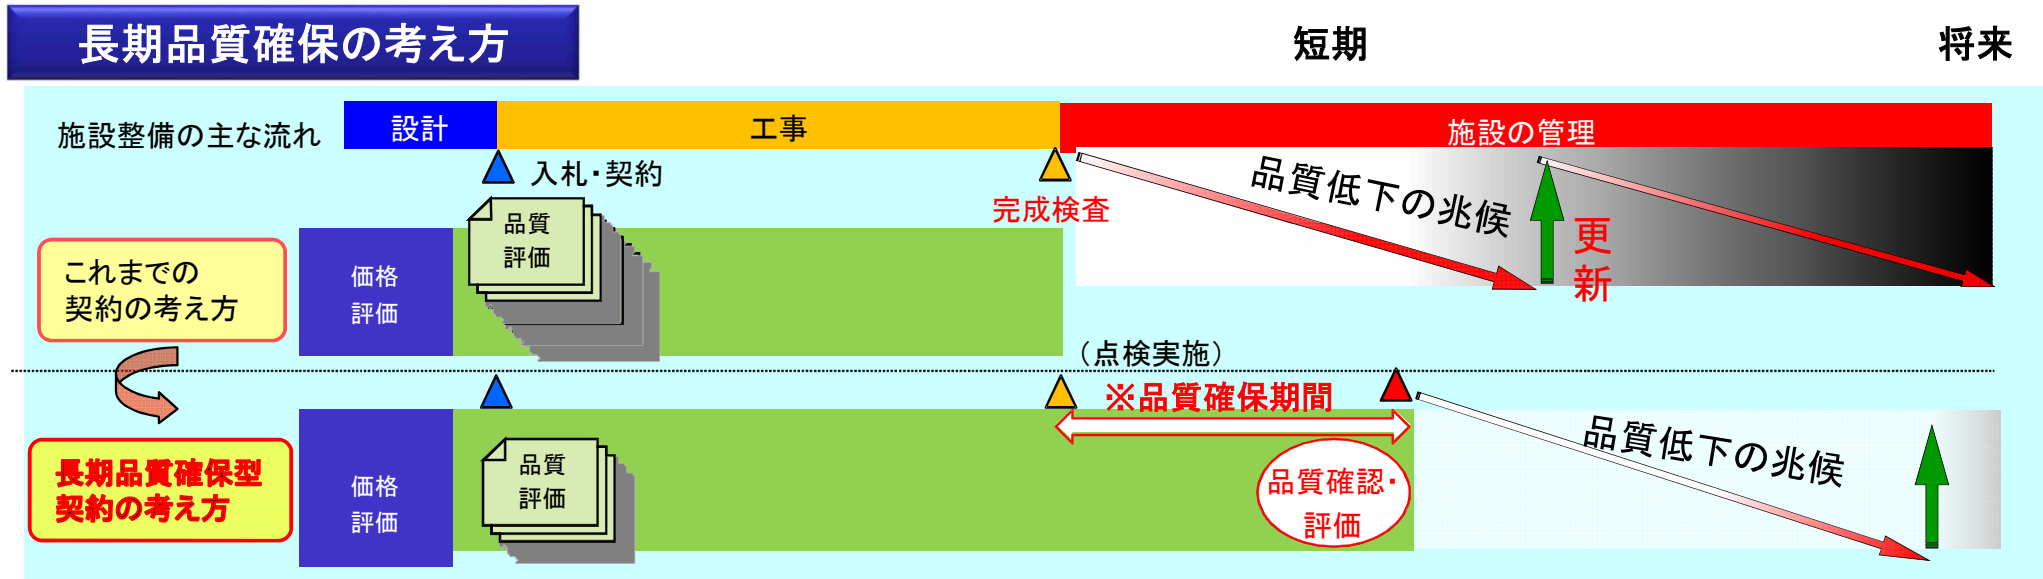 長期品質確保の考え方
短期
将来
施設整備の主な流れ
設計
工事
施設の管理
入札・契約
完成検査
品質低下の兆候
更
新
これまでの
契約の考え方
価格
評価
品質
評価
（点検実施）
※品質確保期間
長期品質確保型
契約の考え方
価格
評価
品質
評価
品質確認・
評価
品質低下の兆候